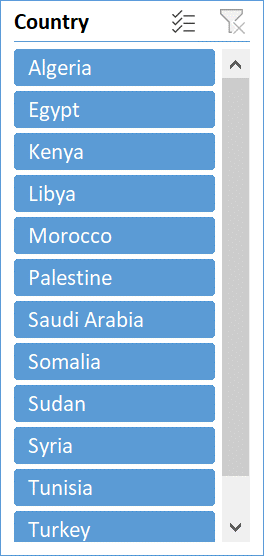 Country
Algeria
Egypt
Kenya
Libya
Morocco
Palestine
Saudi Arabia
Somalia
Sudan
Syria
Tunisia
Turkey